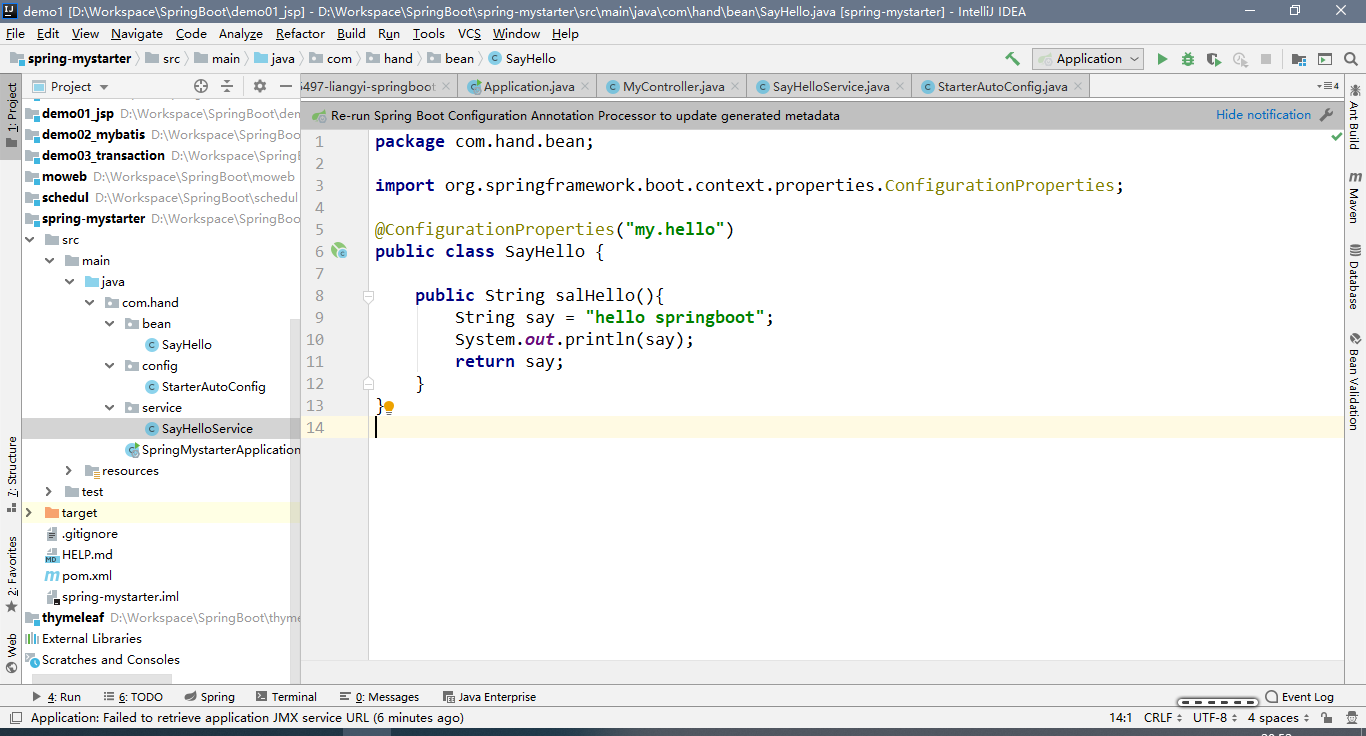 demo1 [D:\Workspace\SpringBoot\demo01_jsp] - D:\Workspace\SpringBoot\spring-mystarter\src\main\java\com\hand\bean\SayHello.java [spring-mystarter] - IntelliJ IDEA
File Edit View Navigate Code Analyze Refactor Build Run Tools VCS Window Help
spring-mystarter src main java com hand bean SayHello Application
1: Project
7: Structure
2: Favorites
Web
Project
demo01_jsp D:\Workspace\SpringBoot\den
demo02_mybatis D:\Workspace\SpringBoo
demo03_transaction D:\Workspace\Spring
moweb D:\Workspace\SpringBoot\moweb
schedul D:\Workspace\SpringBoot\schedul
spring-mystarter D:\Workspace\SpringBoo
src
main
java
com.hand
bean
SayHello
config
StarterAutoConfig
service
SayHelloService
SpringMystarterApplication
resources
test
target
.gitignore
HELP.md
pom.xml
spring-mystarter.iml
thymeleaf D:\Workspace\SpringBoot\thyme
External Libraries
Scratches and Consoles
6497-liangyi-springboot Application.java MyController.java SayHelloService.java StarterAutoConfig.java 4
Re-run Spring Boot Configuration Annotation Processor to update generated metadata Hide notification
1 package com.hand.bean;
2
3 import org.springframework.boot.context.properties.ConfigurationProperties;
4
5 @ConfigurationProperties("my.hello")
6 public class SayHello {
7
8 public String salHello(){
9 String say = "hello springboot";
10 System.out.println(say);
11 return say;
12 }
13 }
14
Ant Build
Maven
Database
Bean Validation
4: Run 6: TODO Spring Terminal 0: Messages Java Enterprise Event Log
Application: Failed to retrieve application JMX service URL (6 minutes ago) 14:1 CRLF UTF-8 4 spaces